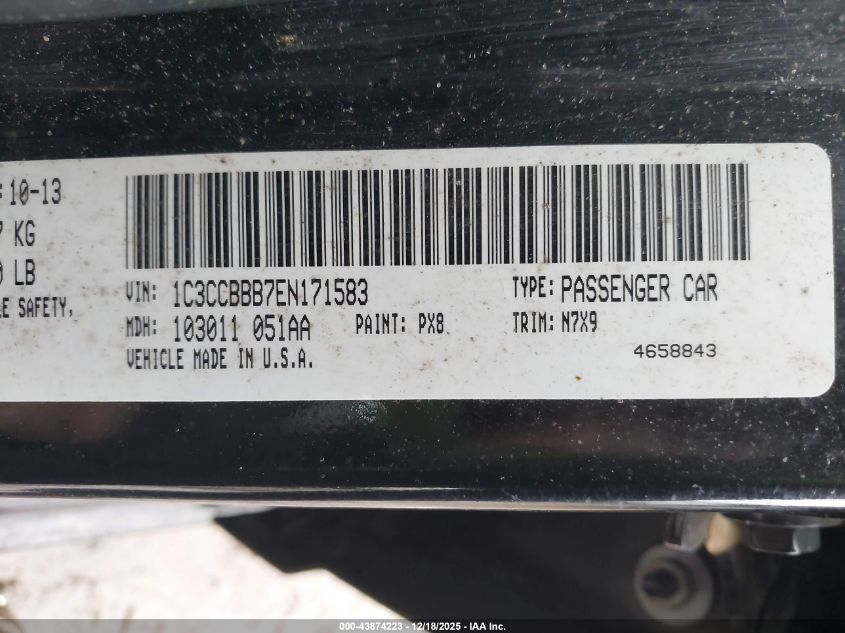 : 10-13
KG
LB
SAFETY,
VIN: 1C3CCBBB7EN171583 TYPE: PASSENGER CAR
MDH: 103011 051AA PAINT: PX8 TRIM: N7X9
VEHICLE MADE IN U.S.A. 4658843
000-43874223 - 12/18/2025 - IAA Inc.